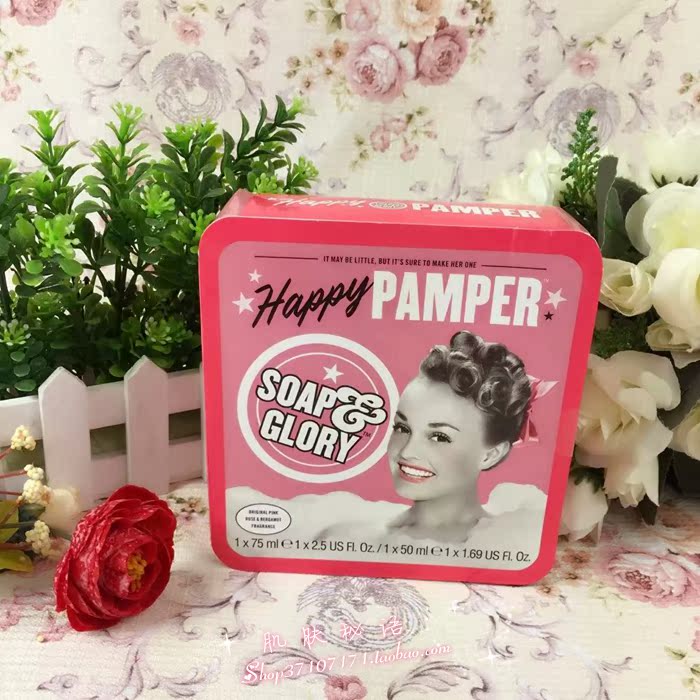 Happy PAMPER
IT MAY BE LITTLE, BUT IT'S SURE TO MAKE HER ONE
Happy PAMPER™
SOAP &
GLORY™
ORIGINAL PINK
ROSE & BERGAMOT
FRAGRANCE
1 x 75 ml ℮ 1 x 2.5 US Fl. Oz. / 1 x 50 ml ℮ 1 x 1.69 US Fl. Oz.
肌肤秘语
Shop37107171.taobao.com